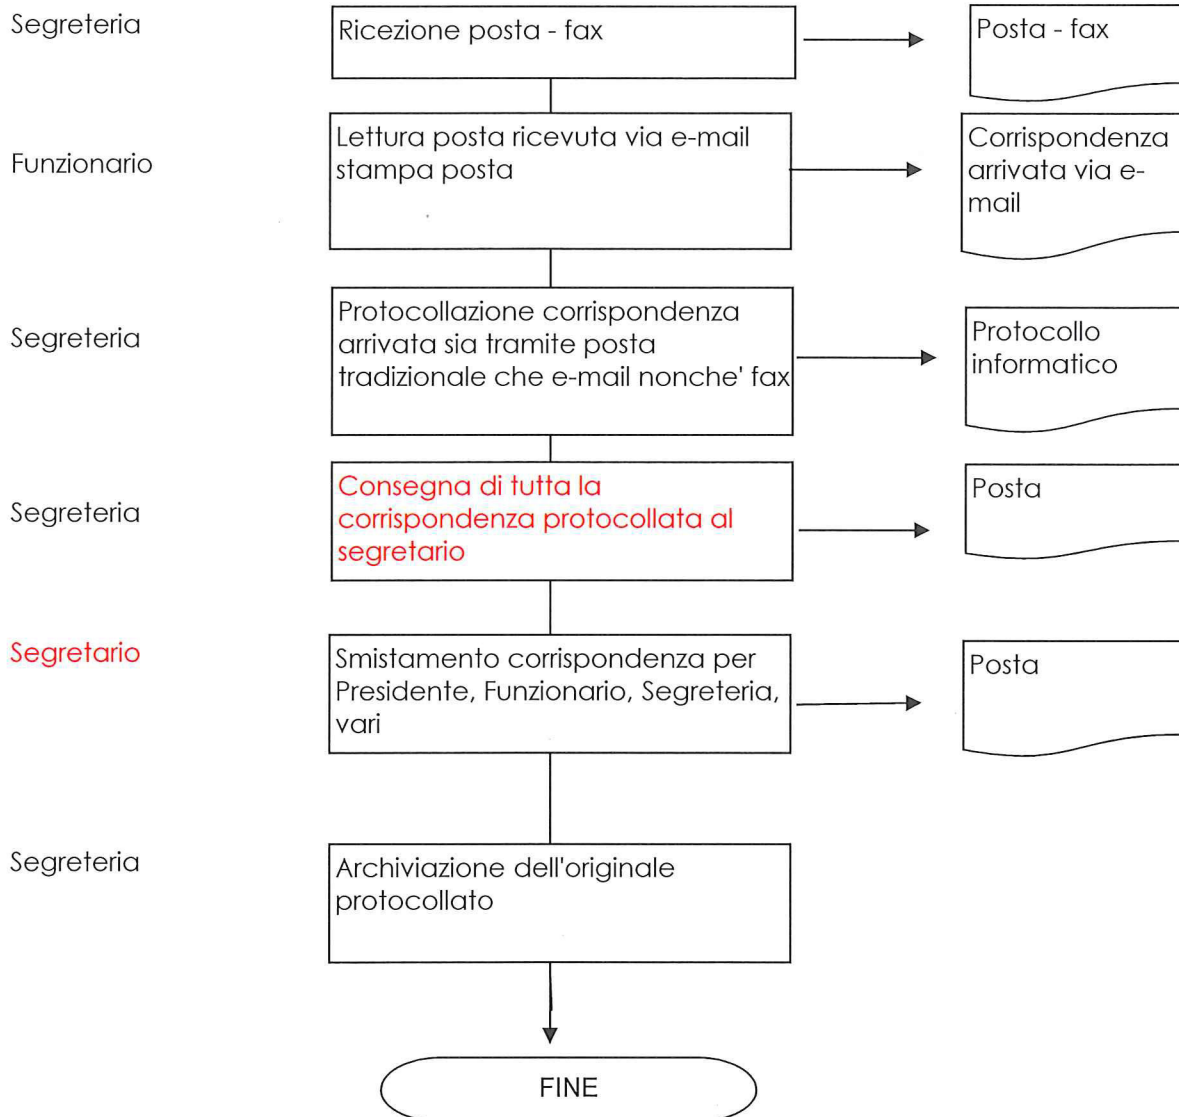 Segreteria
Ricezione posta - fax
Posta - fax
Funzionario
Lettura posta ricevuta via e-mail
stampa posta
Corrispondenza
arrivata via e-
mail
Segreteria
Protocollazione corrispondenza
arrivata sia tramite posta
tradizionale che e-mail nonche' fax
Protocollo
informatico
Segreteria
Consegna di tutta la
corrispondenza protocollata al
segretario
Posta
Segretario
Smistamento corrispondenza per
Presidente, Funzionario, Segreteria,
vari
Posta
Segreteria
Archiviazione dell'originale
protocollato
FINE